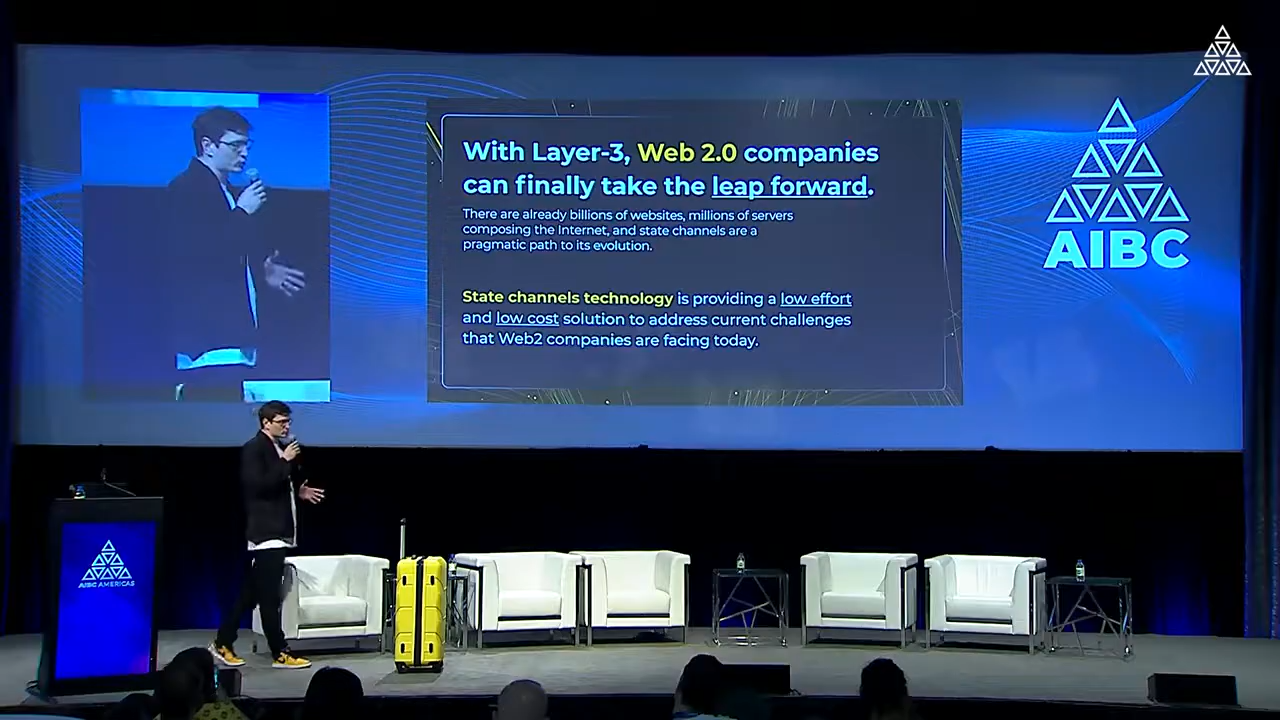 With Layer-3, Web 2.0 companies
can finally take the leap forward.
There are already billions of websites, millions of servers
composing the Internet, and state channels are a
pragmatic path to its evolution.
State channels technology is providing a low effort
and low cost solution to address current challenges
that Web2 companies are facing today.
AIBC
AIBC AMERICAS